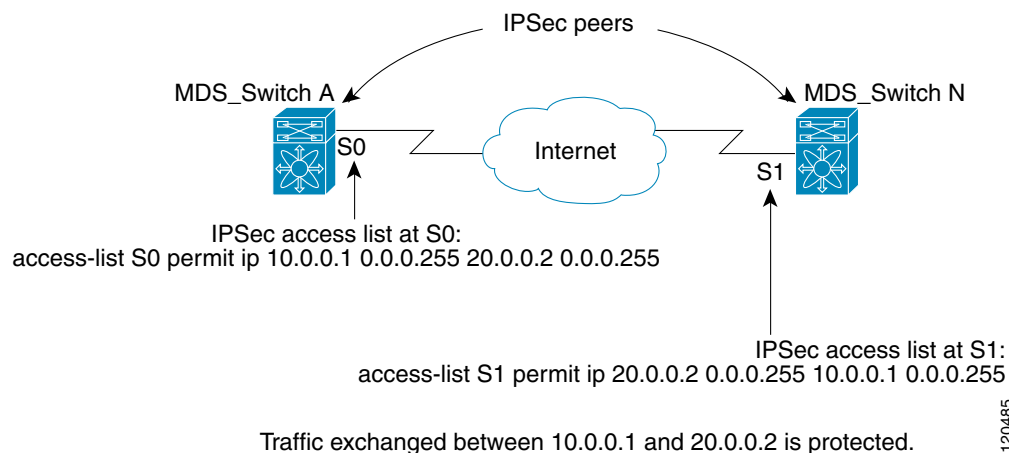 IPSec peers
MDS_Switch A
MDS_Switch N
S0
Internet
S1
IPSec access list at S0:
access-list S0 permit ip 10.0.0.1 0.0.0.255 20.0.0.2 0.0.0.255
IPSec access list at S1:
access-list S1 permit ip 20.0.0.2 0.0.0.255 10.0.0.1 0.0.0.255
Traffic exchanged between 10.0.0.1 and 20.0.0.2 is protected.
120485